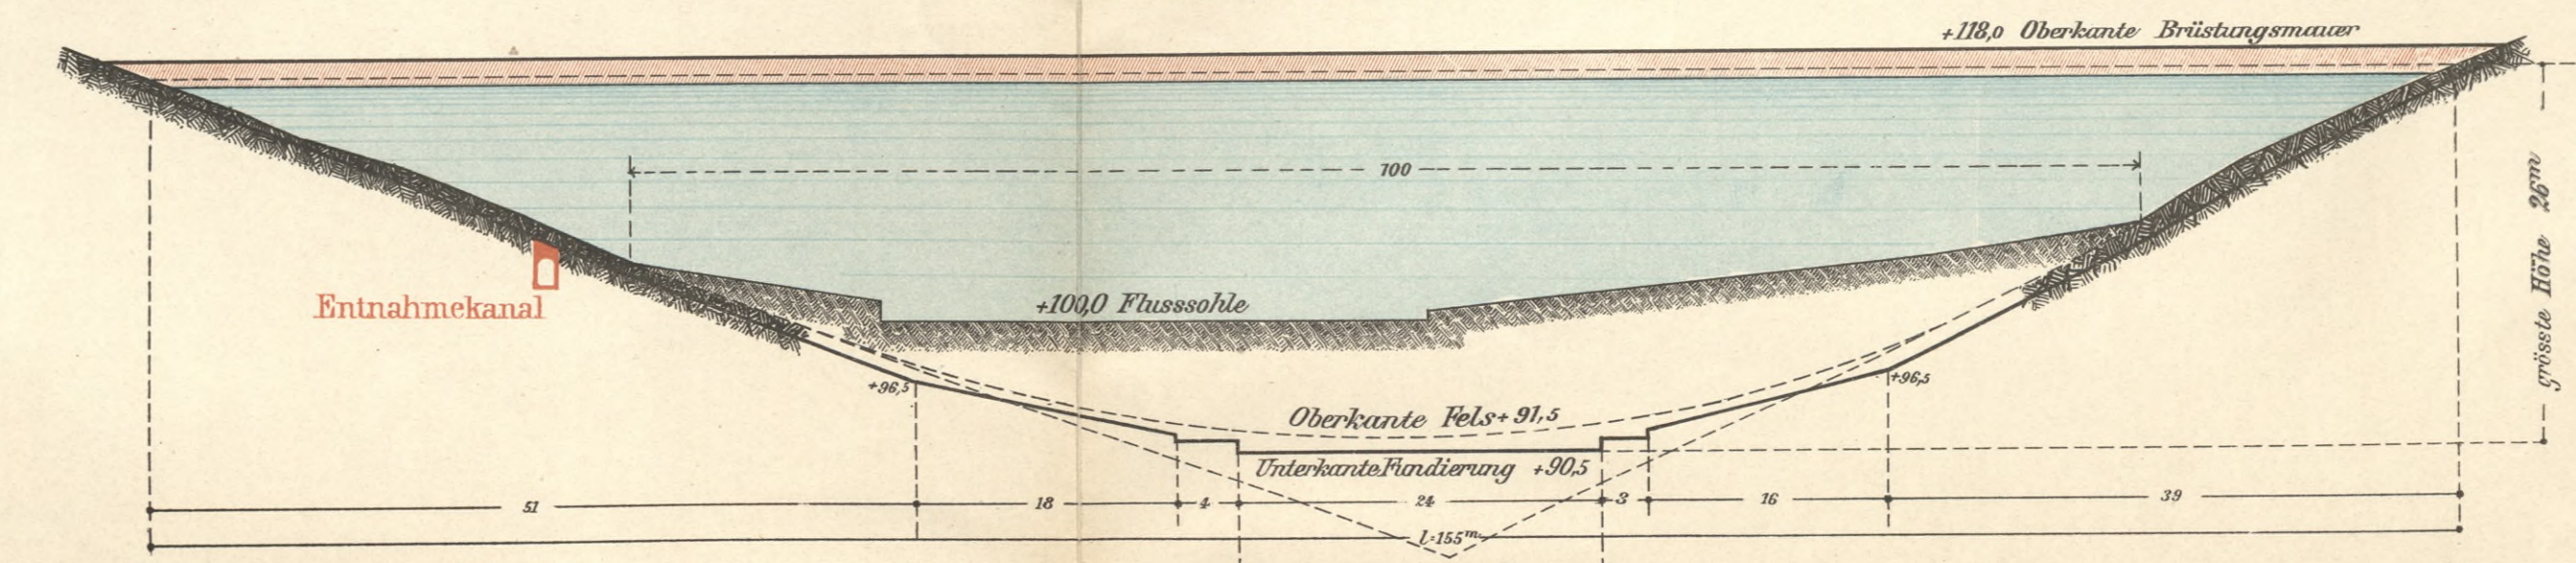 +118,0 Oberkante Brüstungsmauer
100
grösste Höhe 26m
Entnahmekanal
+100,0 Flusssohle
+96,5
+96,5
Oberkante Fels + 91,5
Unterkante Fundierung +90,5
51 18 4 24 3 16 39
l=155m